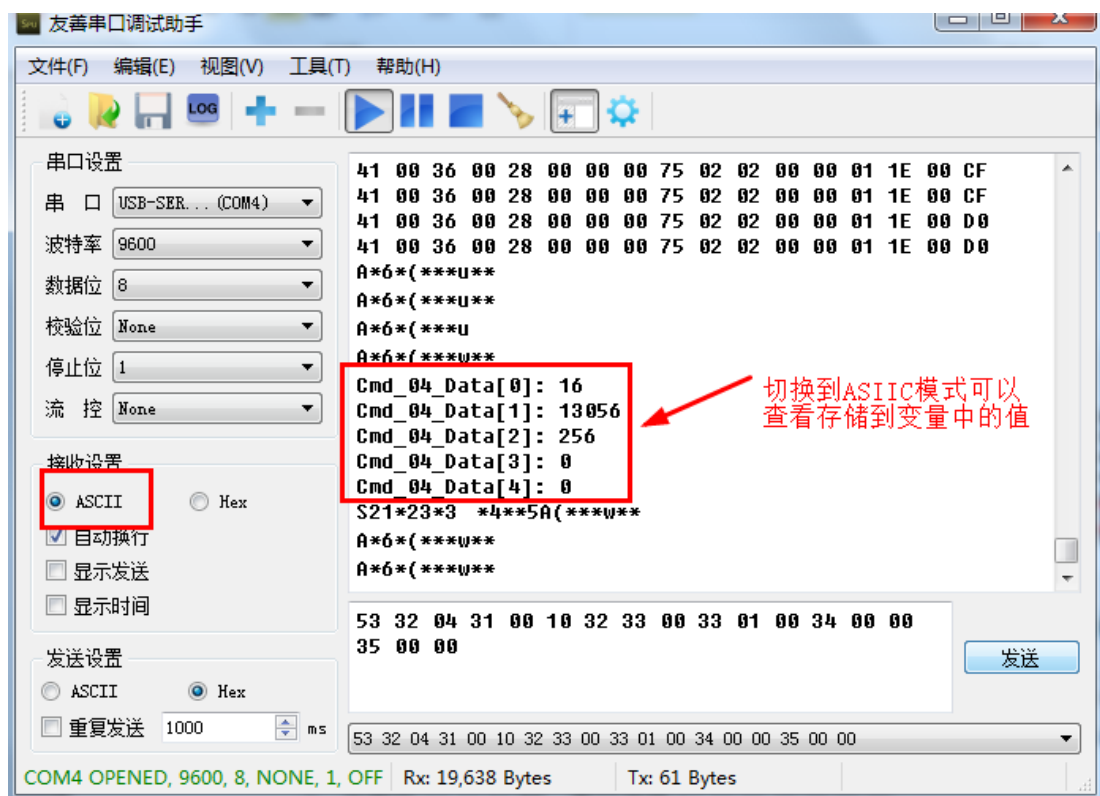 友善串口调试助手
文件(F) 编辑(E) 视图(V) 工具(T) 帮助(H)
LOG
串口设置
串 口 USB-SER...(COM4)
波特率 9600
数据位 8
校验位 None
停止位 1
流 控 None
接收设置
ASCII Hex
自动换行
显示发送
显示时间
发送设置
ASCII Hex
重复发送 1000 ms
41 00 36 00 28 00 00 00 75 02 02 00 00 01 1E 00 CF
41 00 36 00 28 00 00 00 75 02 02 00 00 01 1E 00 CF
41 00 36 00 28 00 00 00 75 02 02 00 00 01 1E 00 D0
41 00 36 00 28 00 00 00 75 02 02 00 00 01 1E 00 D0
A*6*(***u**
A*6*(***u**
A*6*(***u
A*6*(***w**
Cmd_04_Data[0]: 16
Cmd_04_Data[1]: 13056
Cmd_04_Data[2]: 256
Cmd_04_Data[3]: 0
Cmd_04_Data[4]: 0
S21*23*3 *4**5A(***w**
A*6*(***w**
A*6*(***w**
切换到ASIIC模式可以
查看存储到变量中的值
53 32 04 31 00 10 32 33 00 33 01 00 34 00 00
35 00 00
发送
53 32 04 31 00 10 32 33 00 33 01 00 34 00 00 35 00 00
COM4 OPENED, 9600, 8, NONE, 1, OFF Rx: 19,638 Bytes Tx: 61 Bytes